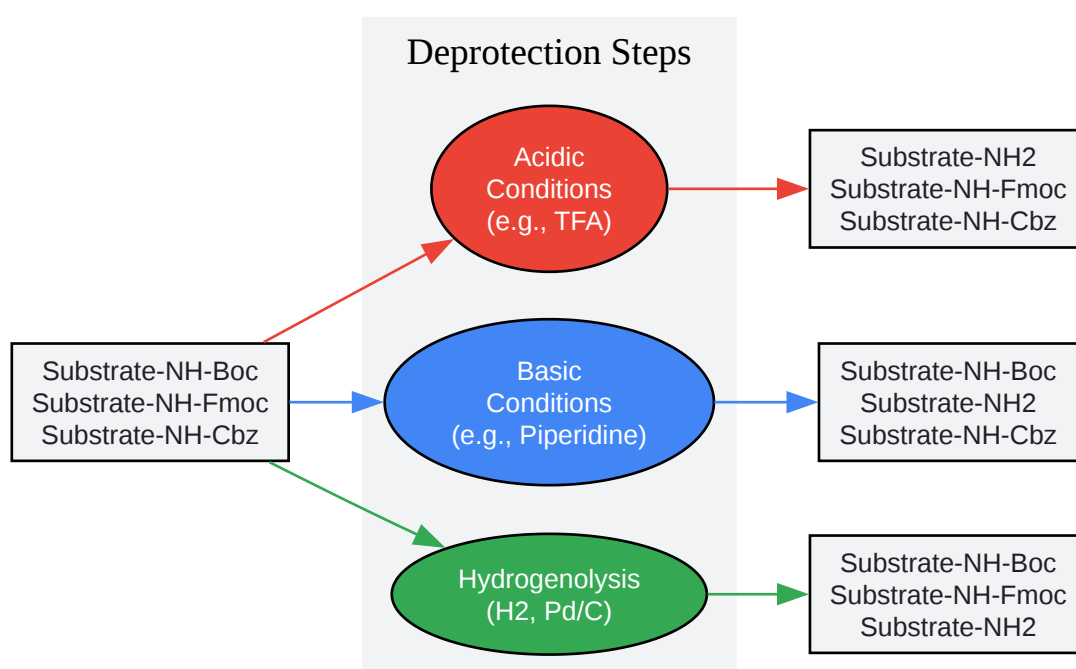 Deprotection Steps
Acidic
Conditions
(e.g., TFA)
Substrate-NH2
Substrate-NH-Fmoc
Substrate-NH-Cbz
Substrate-NH-Boc
Substrate-NH-Fmoc
Substrate-NH-Cbz
Basic
Conditions
(e.g., Piperidine)
Substrate-NH-Boc
Substrate-NH2
Substrate-NH-Cbz
Hydrogenolysis
(H2, Pd/C)
Substrate-NH-Boc
Substrate-NH-Fmoc
Substrate-NH2